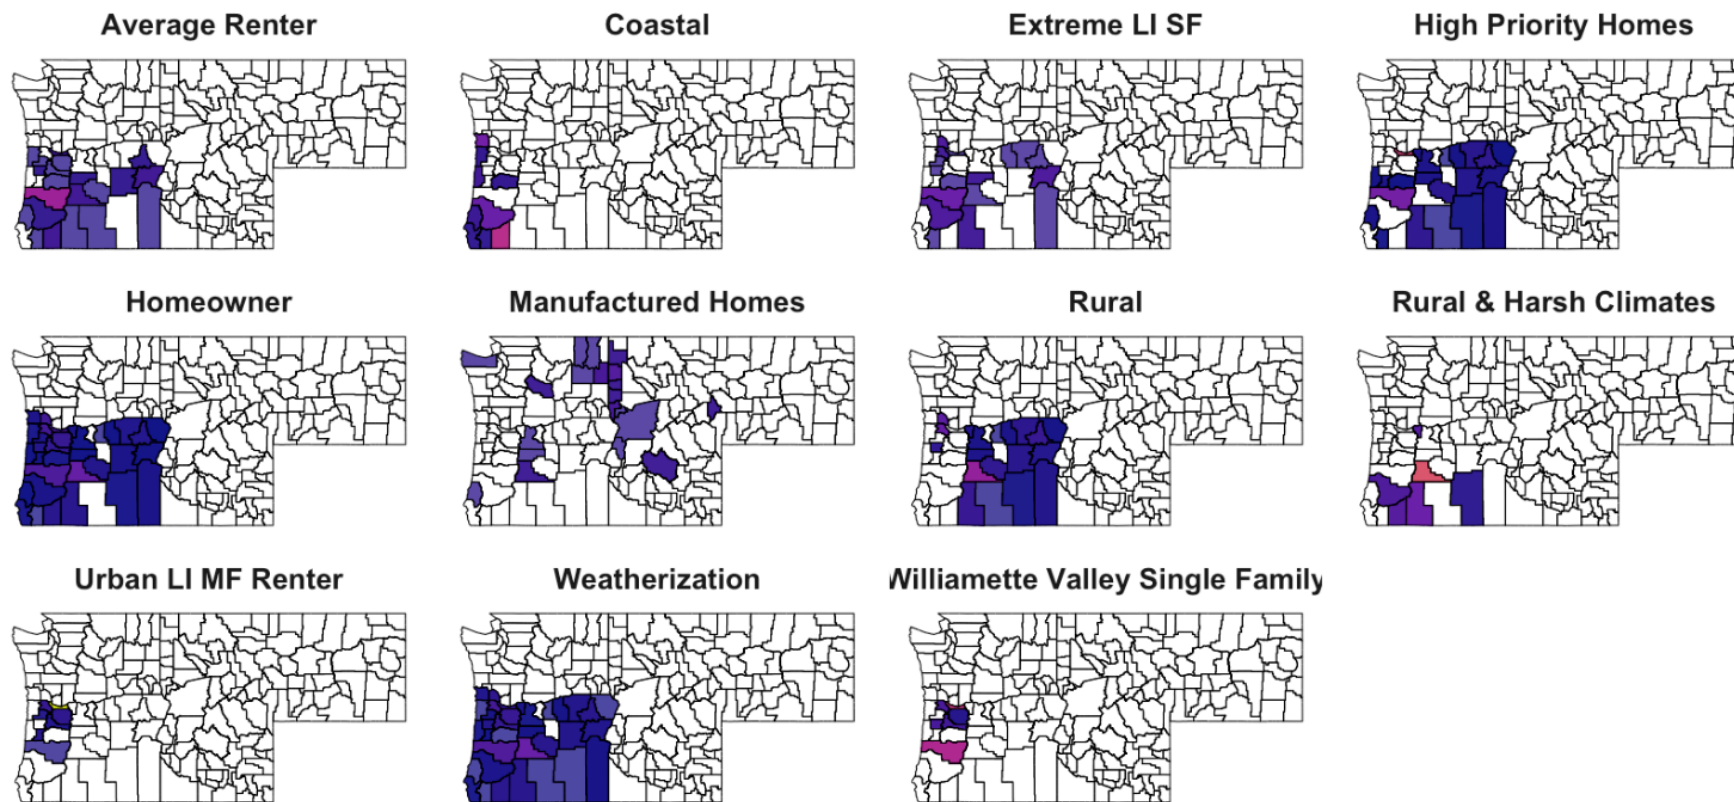 Average Renter
Coastal
Extreme LI SF
High Priority Homes
Homeowner
Manufactured Homes
Rural
Rural & Harsh Climates
Urban LI MF Renter
Weatherization
Williamette Valley Single Family